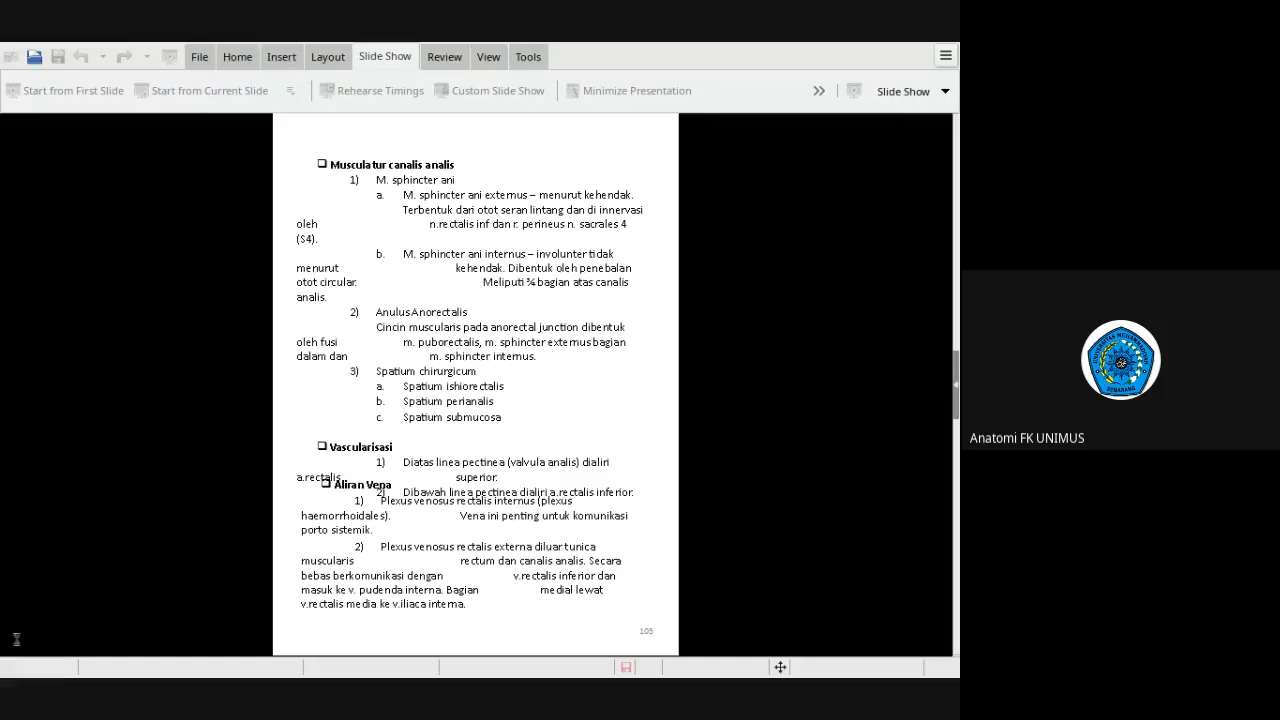 File Home Insert Layout Slide Show Review View Tools
Start from First Slide Start from Current Slide Rehearse Timings Custom Slide Show Minimize Presentation Slide Show
Musculatur canalis analis
1) M. sphincter ani
a. M. sphincter ani externus – menurut kehendak.
Terbentuk dari otot seran lintang dan di innervasi
oleh n.rectalis inf dan r. perineus n. sacrales 4
(S4).
b. M. sphincter ani internus – involunter tidak
menurut kehendak. Dibentuk oleh penebalan
otot circular. Meliputi ¾ bagian atas canalis
analis.
2) Anulus Anorectalis
Cincin muscularis pada anorectal junction dibentuk
oleh fusi m. puborectalis, m. sphincter externus bagian
dalam dan m. sphincter internus.
3) Spatium chirurgicum
a. Spatium ishiorectalis
b. Spatium perianalis
c. Spatium submucosa
Vascularisasi
1) Diatas linea pectinea (valvula analis) dialiri
a.rectalis superior.
Aliran Vena
2) Dibawah linea pectinea dialiri a.rectalis inferior.
1) Plexus venosus rectalis internus (plexus
haemorrhoidales). Vena ini penting untuk komunikasi
porto sistemik.
2) Plexus venosus rectalis externa diluar tunica
muscularis rectum dan canalis analis. Secara
bebas berkomunikasi dengan v.rectalis inferior dan
masuk ke v. pudenda interna. Bagian medial lewat
v.rectalis media ke v.iliaca interna.
105
Anatomi FK UNIMUS
SEMARANG